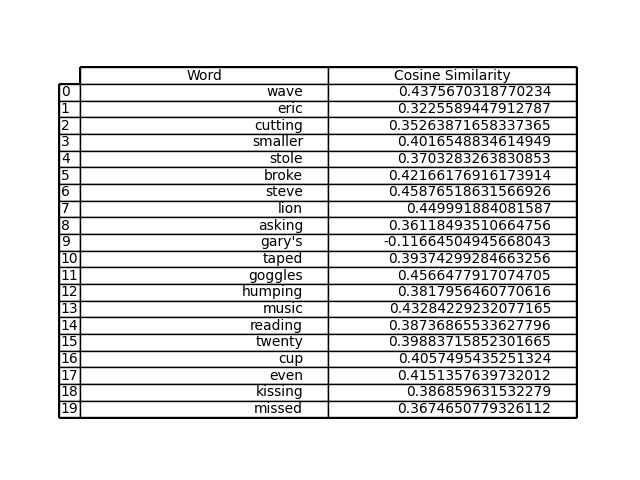 Word Cosine Similarity
0 wave 0.4375670318770234
1 eric 0.3225589447912787
2 cutting 0.35263871658337365
3 smaller 0.4016548834614949
4 stole 0.3703283263830853
5 broke 0.42166176916173914
6 steve 0.45876518631566926
7 lion 0.449991884081587
8 asking 0.36118493510664756
9 gary's -0.11664504945668043
10 taped 0.39374299284663256
11 goggles 0.4566477917074705
12 humping 0.3817956460770616
13 music 0.43284229232077165
14 reading 0.38736865533627796
15 twenty 0.39883715852301665
16 cup 0.4057495435251324
17 even 0.4151357639732012
18 kissing 0.386859631532279
19 missed 0.3674650779326112